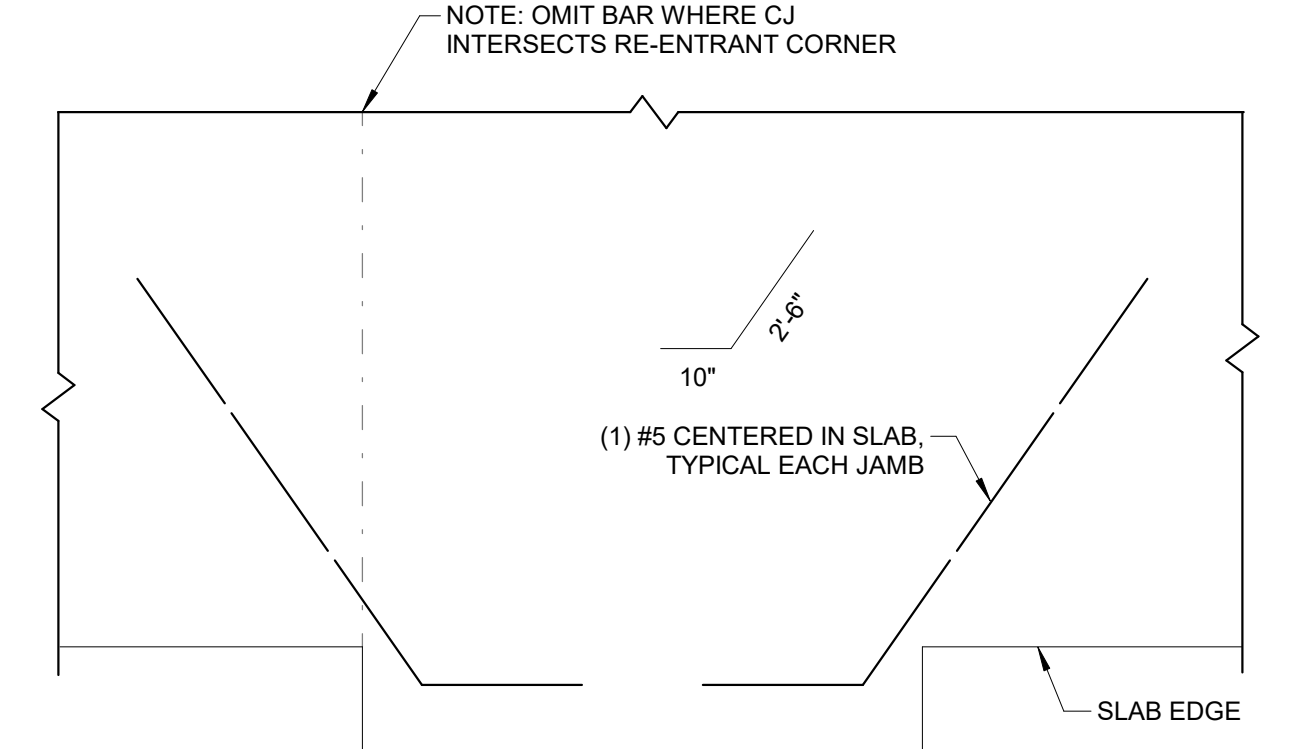 NOTE: OMIT BAR WHERE CJ
INTERSECTS RE-ENTRANT CORNER
2'-6"
10"
(1) #5 CENTERED IN SLAB,
TYPICAL EACH JAMB
SLAB EDGE